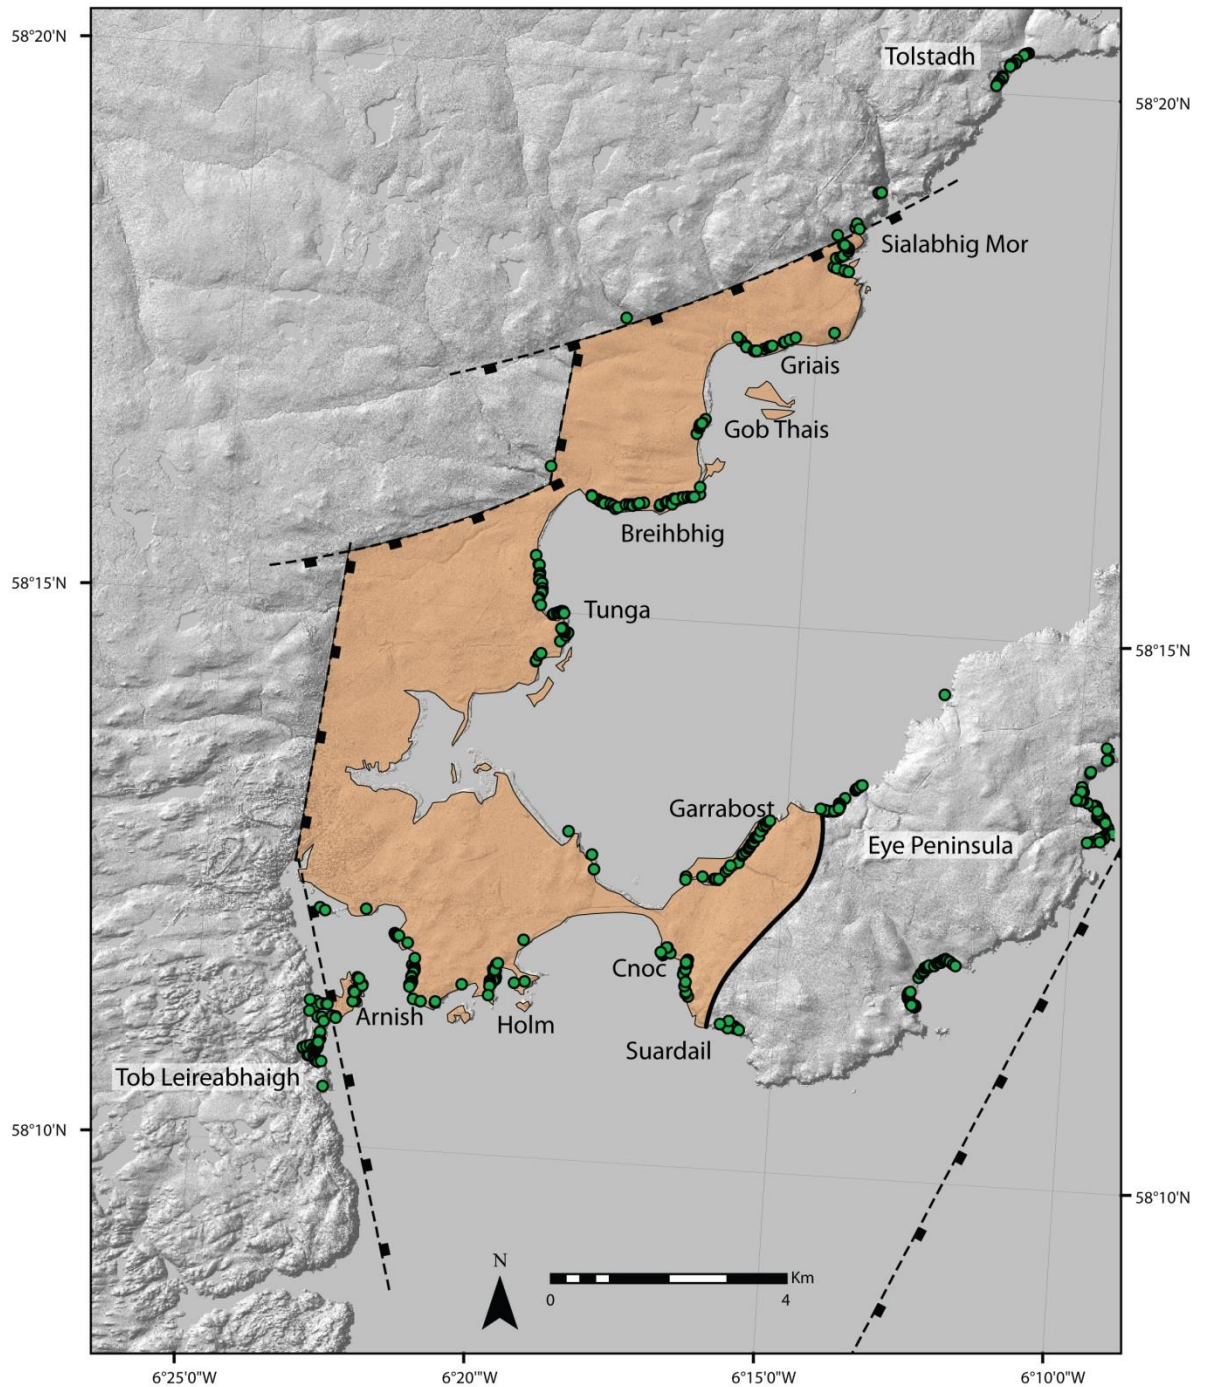 58°20'N
Tolstadh
58°20'N
Sialabhig Mor
Griais
Gob Thais
Breihbhig
58°15'N
Tunga
58°15'N
Garrabost
Eye Peninsula
Cnoc
Arnish
Holm
Suardail
Tob Leireabhaigh
58°10'N
58°10'N
N
Km
0 4
6°25'0"W 6°20'0"W 6°15'0"W 6°10'0"W